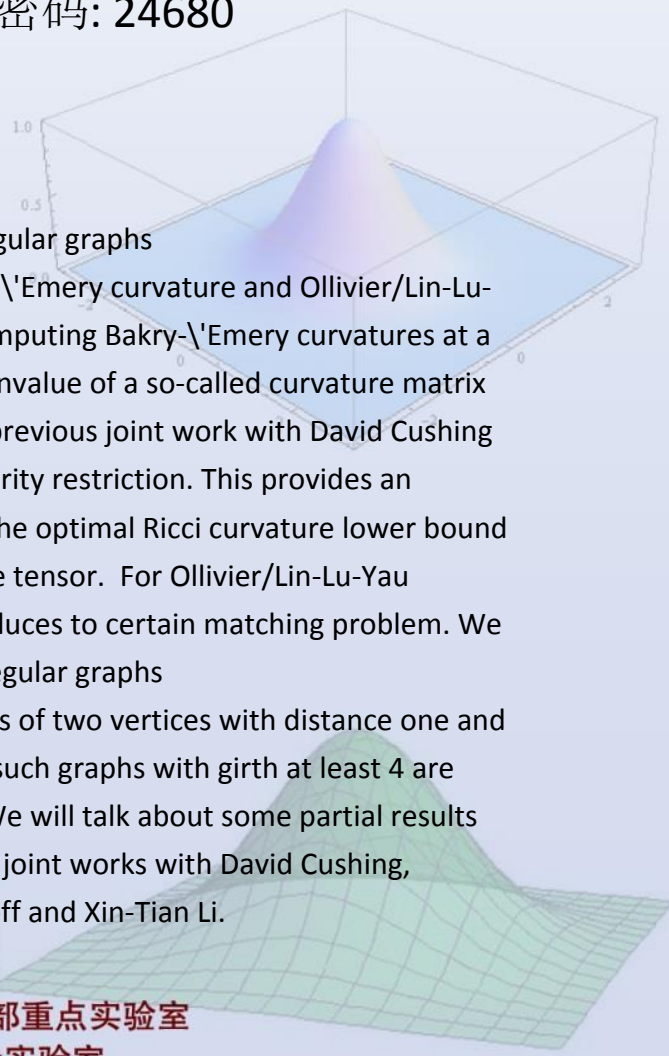 密码: 24680
1.0
0.5
gular graphs
\'Emery curvature and Ollivier/Lin-Lu-
mputing Bakry-\'Emery curvatures at a
nvalue of a so-called curvature matrix
previous joint work with David Cushing
rity restriction. This provides an
he optimal Ricci curvature lower bound
e tensor.  For Ollivier/Lin-Lu-Yau
duces to certain matching problem. We
egular graphs
s of two vertices with distance one and
such graphs with girth at least 4 are
We will talk about some partial results
joint works with David Cushing,
ff and Xin-Tian Li.
部重点实验室
实验室